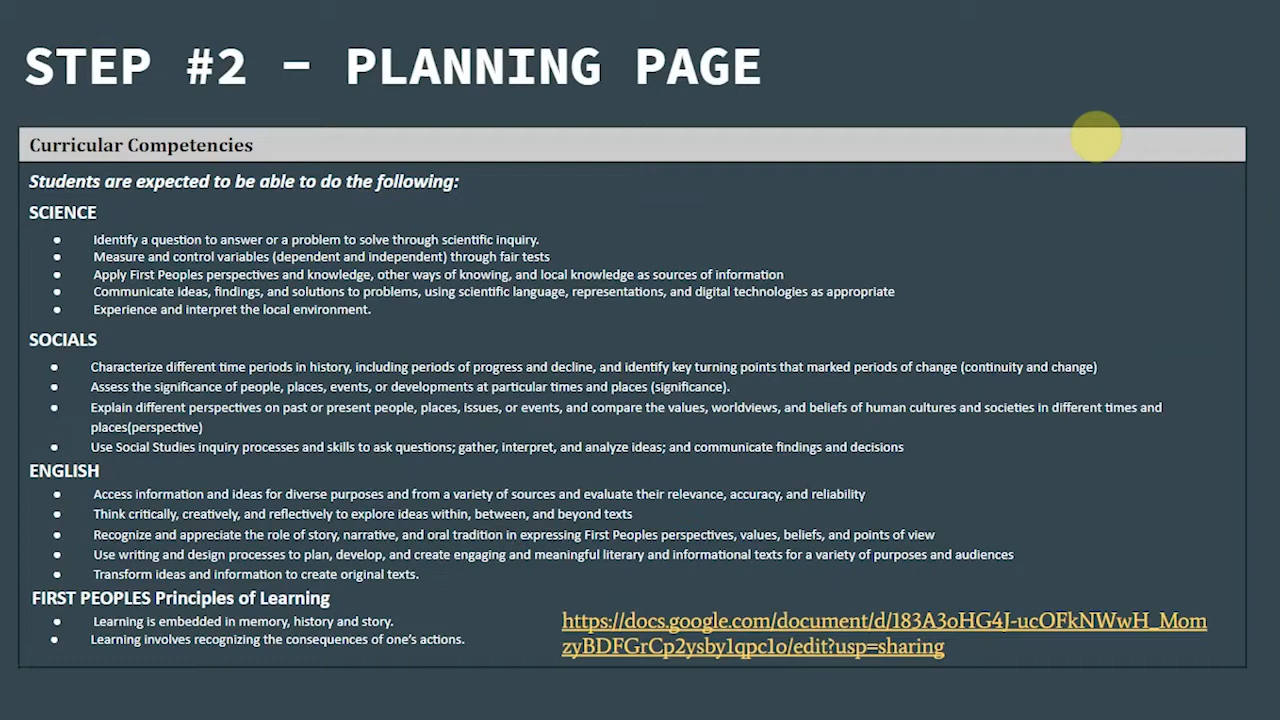 STEP #2 - PLANNING PAGE
Curricular Competencies
Students are expected to be able to do the following:
SCIENCE
● Identify a question to answer or a problem to solve through scientific inquiry.
● Measure and control variables (dependent and independent) through fair tests
● Apply First Peoples perspectives and knowledge, other ways of knowing, and local knowledge as sources of information
● Communicate ideas, findings, and solutions to problems, using scientific language, representations, and digital technologies as appropriate
● Experience and interpret the local environment.
SOCIALS
● Characterize different time periods in history, including periods of progress and decline, and identify key turning points that marked periods of change (continuity and change)
● Assess the significance of people, places, events, or developments at particular times and places (significance).
● Explain different perspectives on past or present people, places, issues, or events, and compare the values, worldviews, and beliefs of human cultures and societies in different times and
places(perspective)
● Use Social Studies inquiry processes and skills to ask questions; gather, interpret, and analyze ideas; and communicate findings and decisions
ENGLISH
● Access information and ideas for diverse purposes and from a variety of sources and evaluate their relevance, accuracy, and reliability
● Think critically, creatively, and reflectively to explore ideas within, between, and beyond texts
● Recognize and appreciate the role of story, narrative, and oral tradition in expressing First Peoples perspectives, values, beliefs, and points of view
● Use writing and design processes to plan, develop, and create engaging and meaningful literary and informational texts for a variety of purposes and audiences
● Transform ideas and information to create original texts.
FIRST PEOPLES Principles of Learning
● Learning is embedded in memory, history and story.
● Learning involves recognizing the consequences of one's actions.
https://docs.google.com/document/d/183A3oHG4J-ucOFkNWwH_Mom
zyBDFGrCp2ysby1qpc1o/edit?usp=sharing